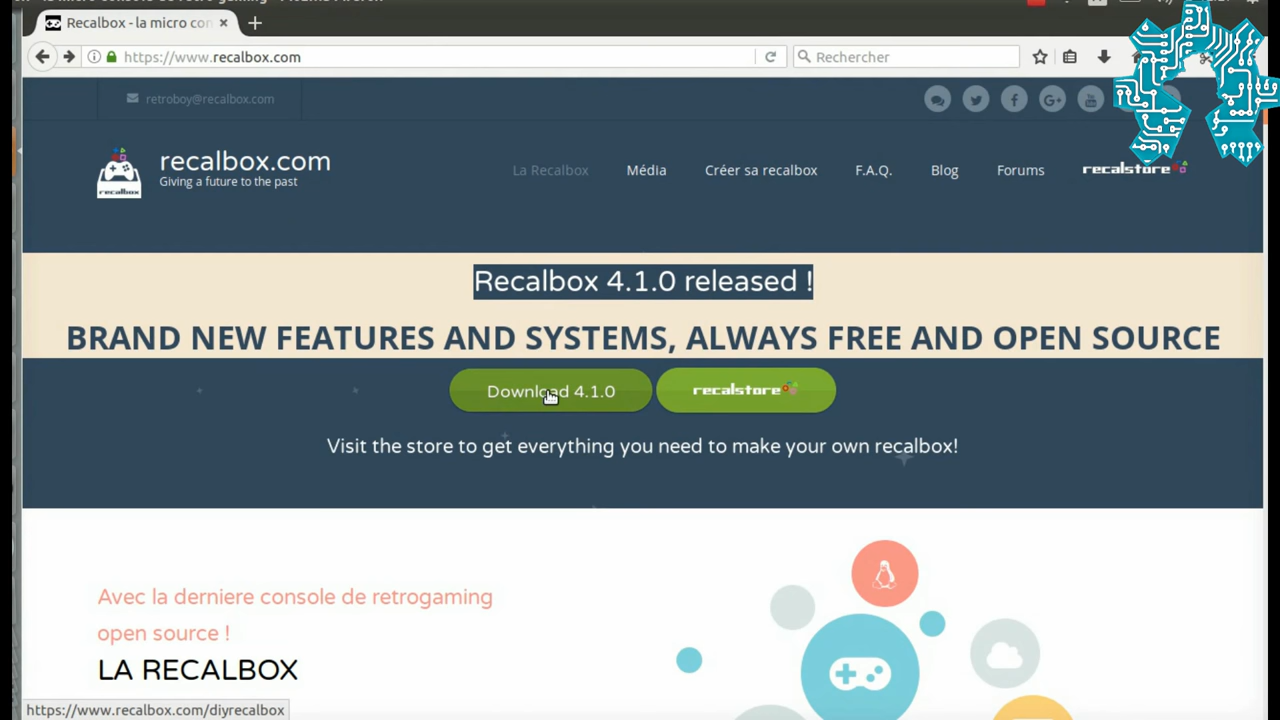 Recalbox - la micro con
https://www.recalbox.com
Rechercher
retroboy@recalbox.com
recalbox.com
Giving a future to the past
recalbox
La Recalbox
Média
Créer sa recalbox
F.A.Q.
Blog
Forums
recalstore
Recalbox 4.1.0 released !
BRAND NEW FEATURES AND SYSTEMS, ALWAYS FREE AND OPEN SOURCE
Download 4.1.0
recalstore
Visit the store to get everything you need to make your own recalbox!
Avec la derniere console de retrogaming
open source !
LA RECALBOX
https://www.recalbox.com/diyrecalbox